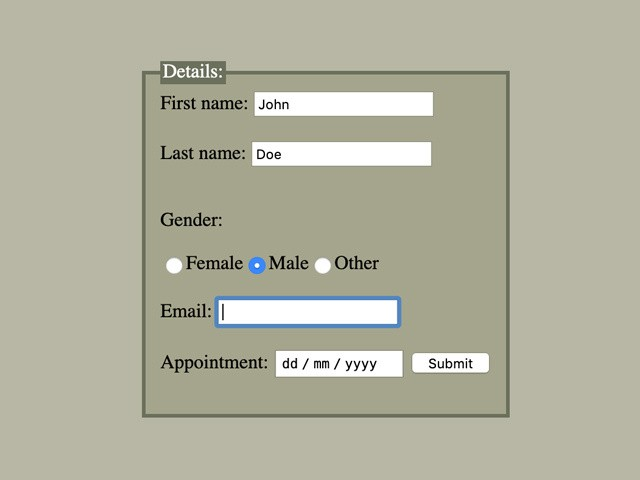 Details:
First name: John
Last name: Doe
Gender:
Female Male Other
Email:
Appointment: dd / mm / yyyy Submit